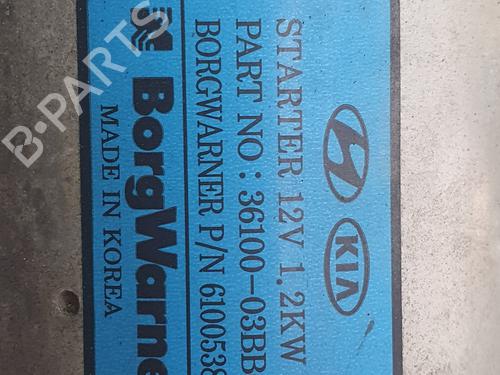 KIA
STARTER 12V 1.2KW
PART NO : 36100-03BB
BORGWARNER P/N 6100538
BorgWarne
MADE IN KOREA
B-PARTS